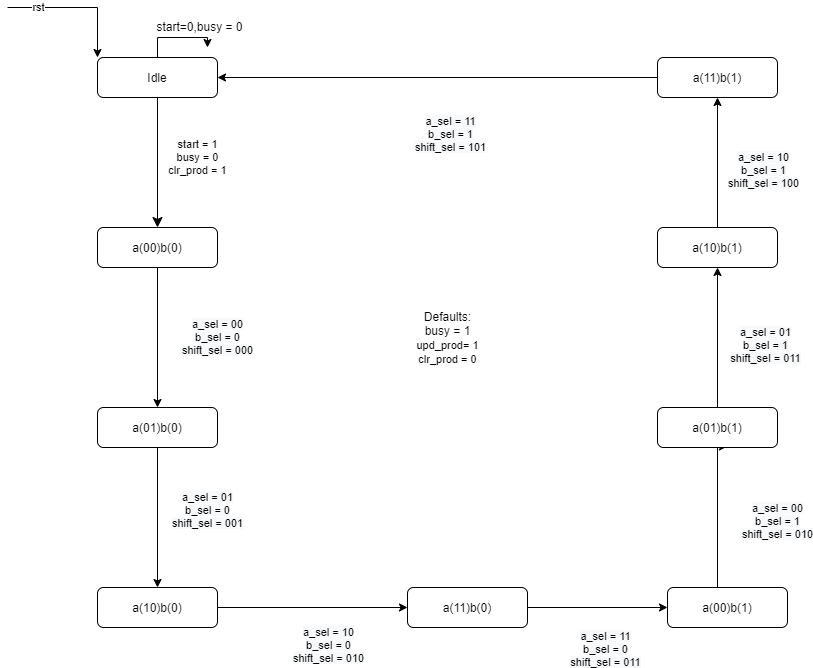 rst
start=0,busy = 0
Idle
a(11)b(1)
a_sel = 11
b_sel = 1
shift_sel = 101
start = 1
busy = 0
clr_prod = 1
a_sel = 10
b_sel = 1
shift_sel = 100
a(00)b(0)
a(10)b(1)
a_sel = 00
b_sel = 0
shift_sel = 000
Defaults:
busy = 1
upd_prod= 1
clr_prod = 0
a_sel = 01
b_sel = 1
shift_sel = 011
a(01)b(0)
a(01)b(1)
a_sel = 01
b_sel = 0
shift_sel = 001
a_sel = 00
b_sel = 1
shift_sel = 010
a(10)b(0)
a(11)b(0)
a(00)b(1)
a_sel = 10
b_sel = 0
shift_sel = 010
a_sel = 11
b_sel = 0
shift_sel = 011